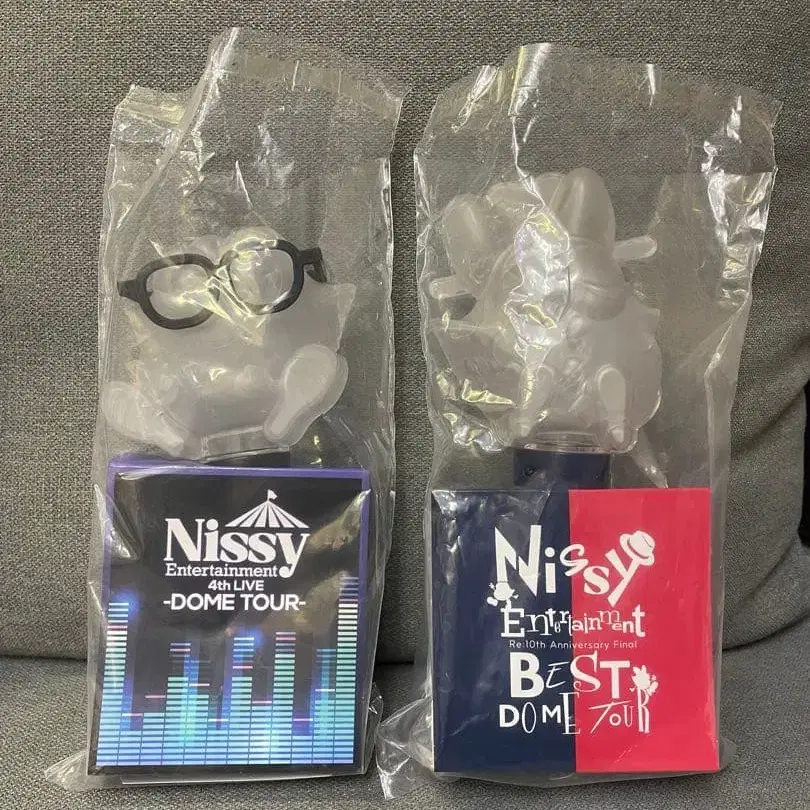 Nissy
Entertainment
4th LIVE
-DOME TOUR-
Nissy
Entertainment
Re:10th Anniversary Final
BEST
DOME TOUR